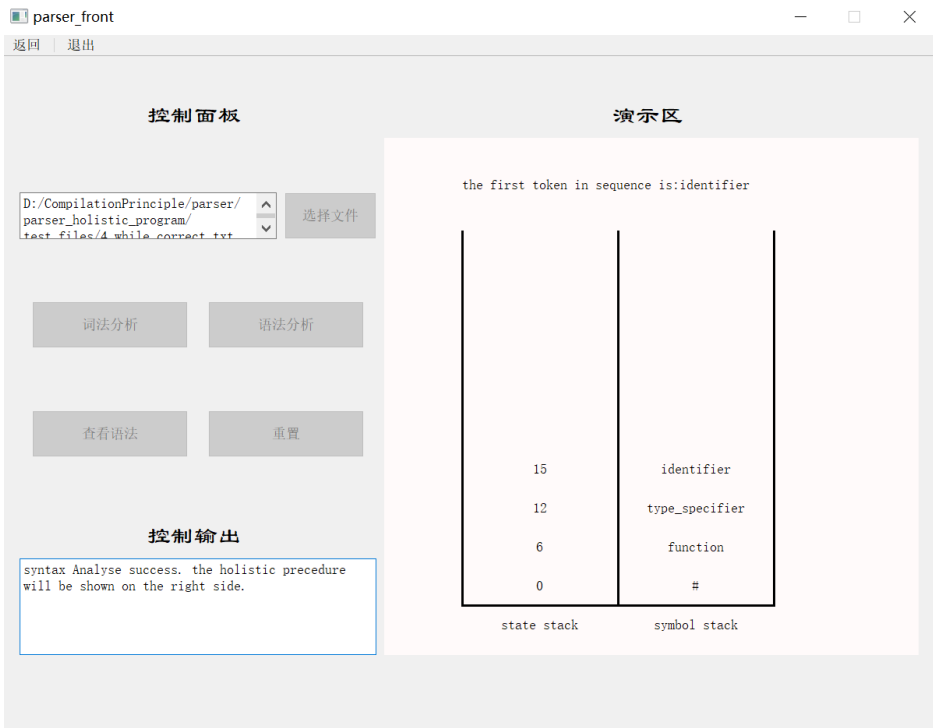 parser_front
返回 退出
控制面板
演示区
D:/CompilationPrinciple/parser/
parser_holistic_program/
test_files/4_while_correct.txt
选择文件
词法分析 语法分析
查看语法 重置
控制输出
syntax Analyse success. the holistic precedure
will be shown on the right side.
the first token in sequence is:identifier
15 identifier
12 type_specifier
6 function
0 #
state stack symbol stack